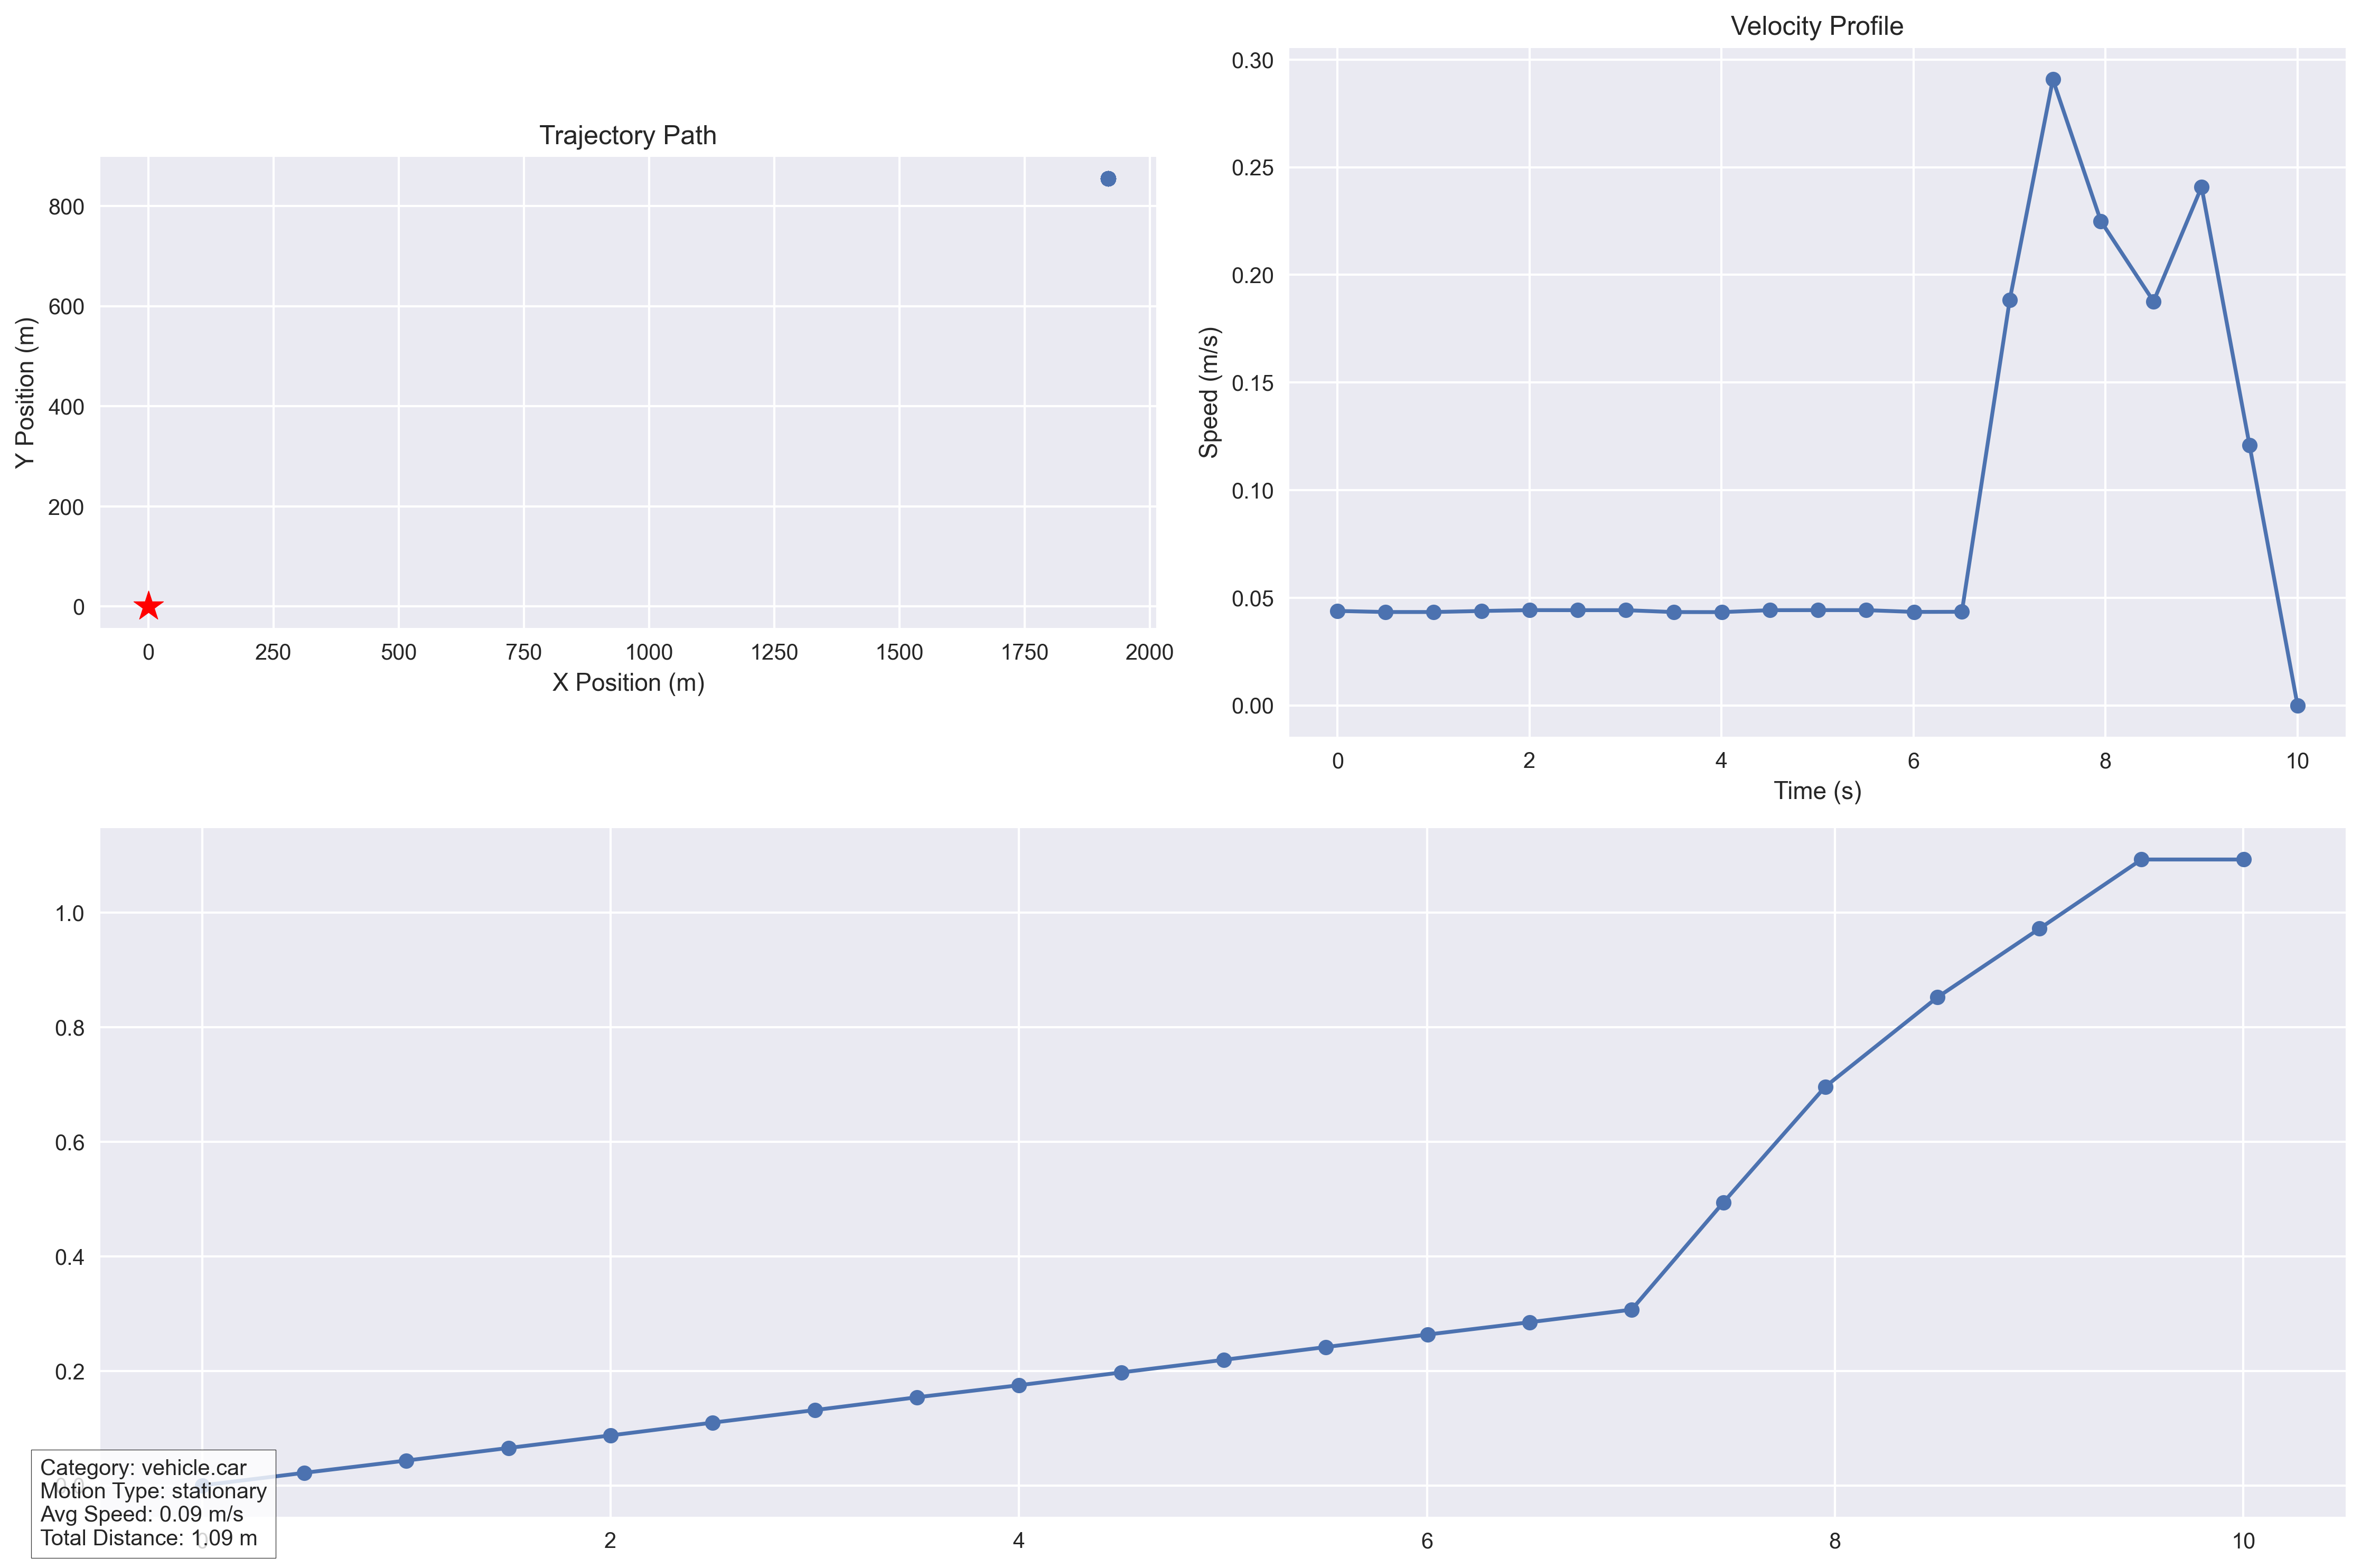 Trajectory Path
Y Position (m)
800
600
400
200
0
0 250 500 750 1000 1250 1500 1750 2000
X Position (m)
Velocity Profile
Speed (m/s)
0.30
0.25
0.20
0.15
0.10
0.05
0.00
0 2 4 6 8 10
Time (s)
1.0
0.8
0.6
0.4
0.2
0.0
0 2 4 6 8 10
Category: vehicle.car
Motion Type: stationary
Avg Speed: 0.09 m/s
Total Distance: 1.09 m